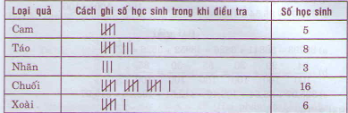 Loại quả Cách ghi số học sinh trong khi điều tra Số học sinh
Cam 5
Táo 8
Nhãn 3
Chuối 16
Xoài 6